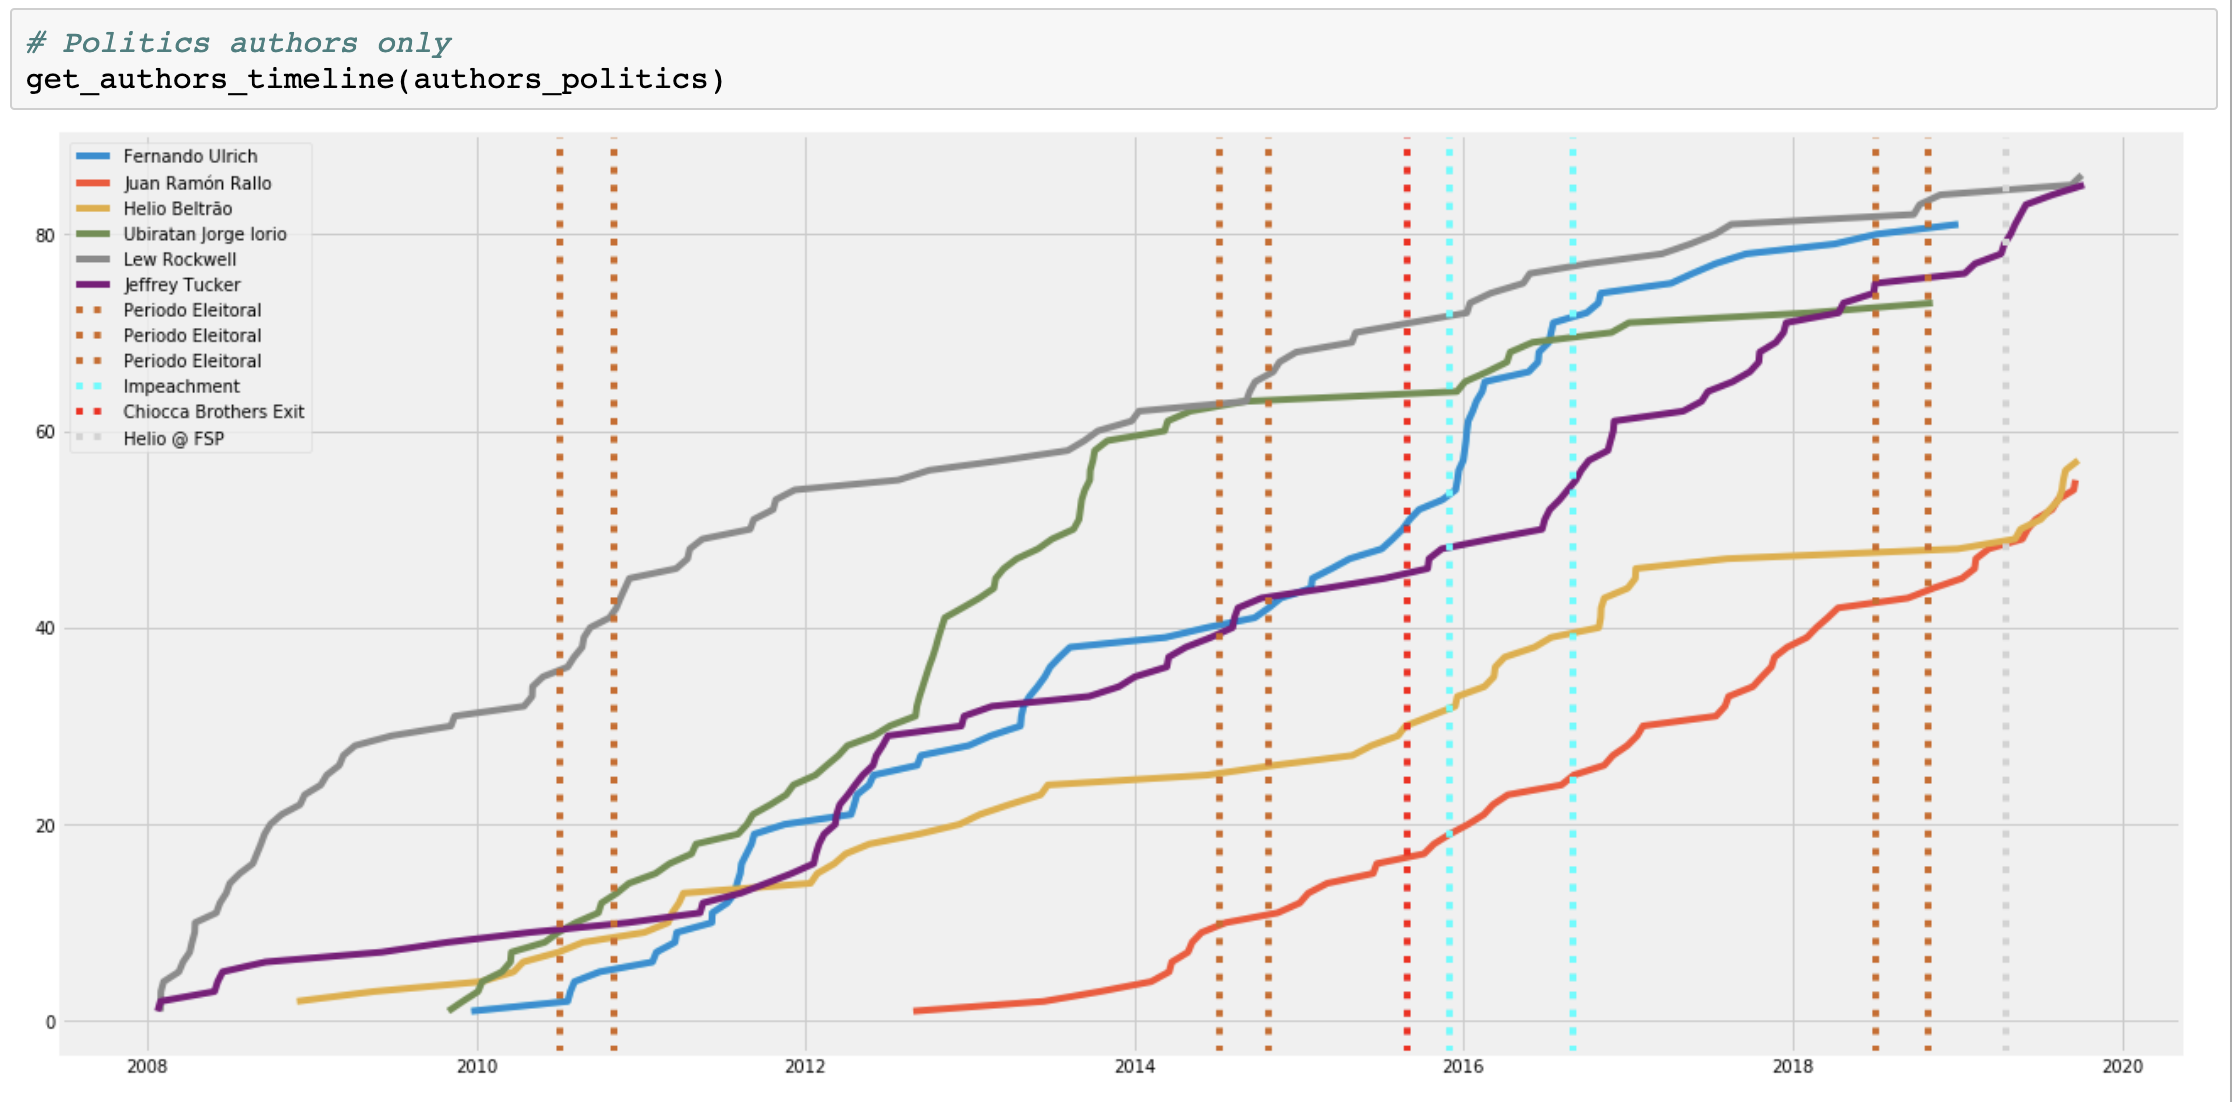 # Politics authors only
get_authors_timeline(authors_politics)
Fernando Ulrich
Juan Ramón Rallo
Helio Beltrão
Ubiratan Jorge Iorio
Lew Rockwell
Jeffrey Tucker
Periodo Eleitoral
Periodo Eleitoral
Periodo Eleitoral
Impeachment
Chiocca Brothers Exit
Helio @ FSP
80
60
40
20
0
2008 2010 2012 2014 2016 2018 2020